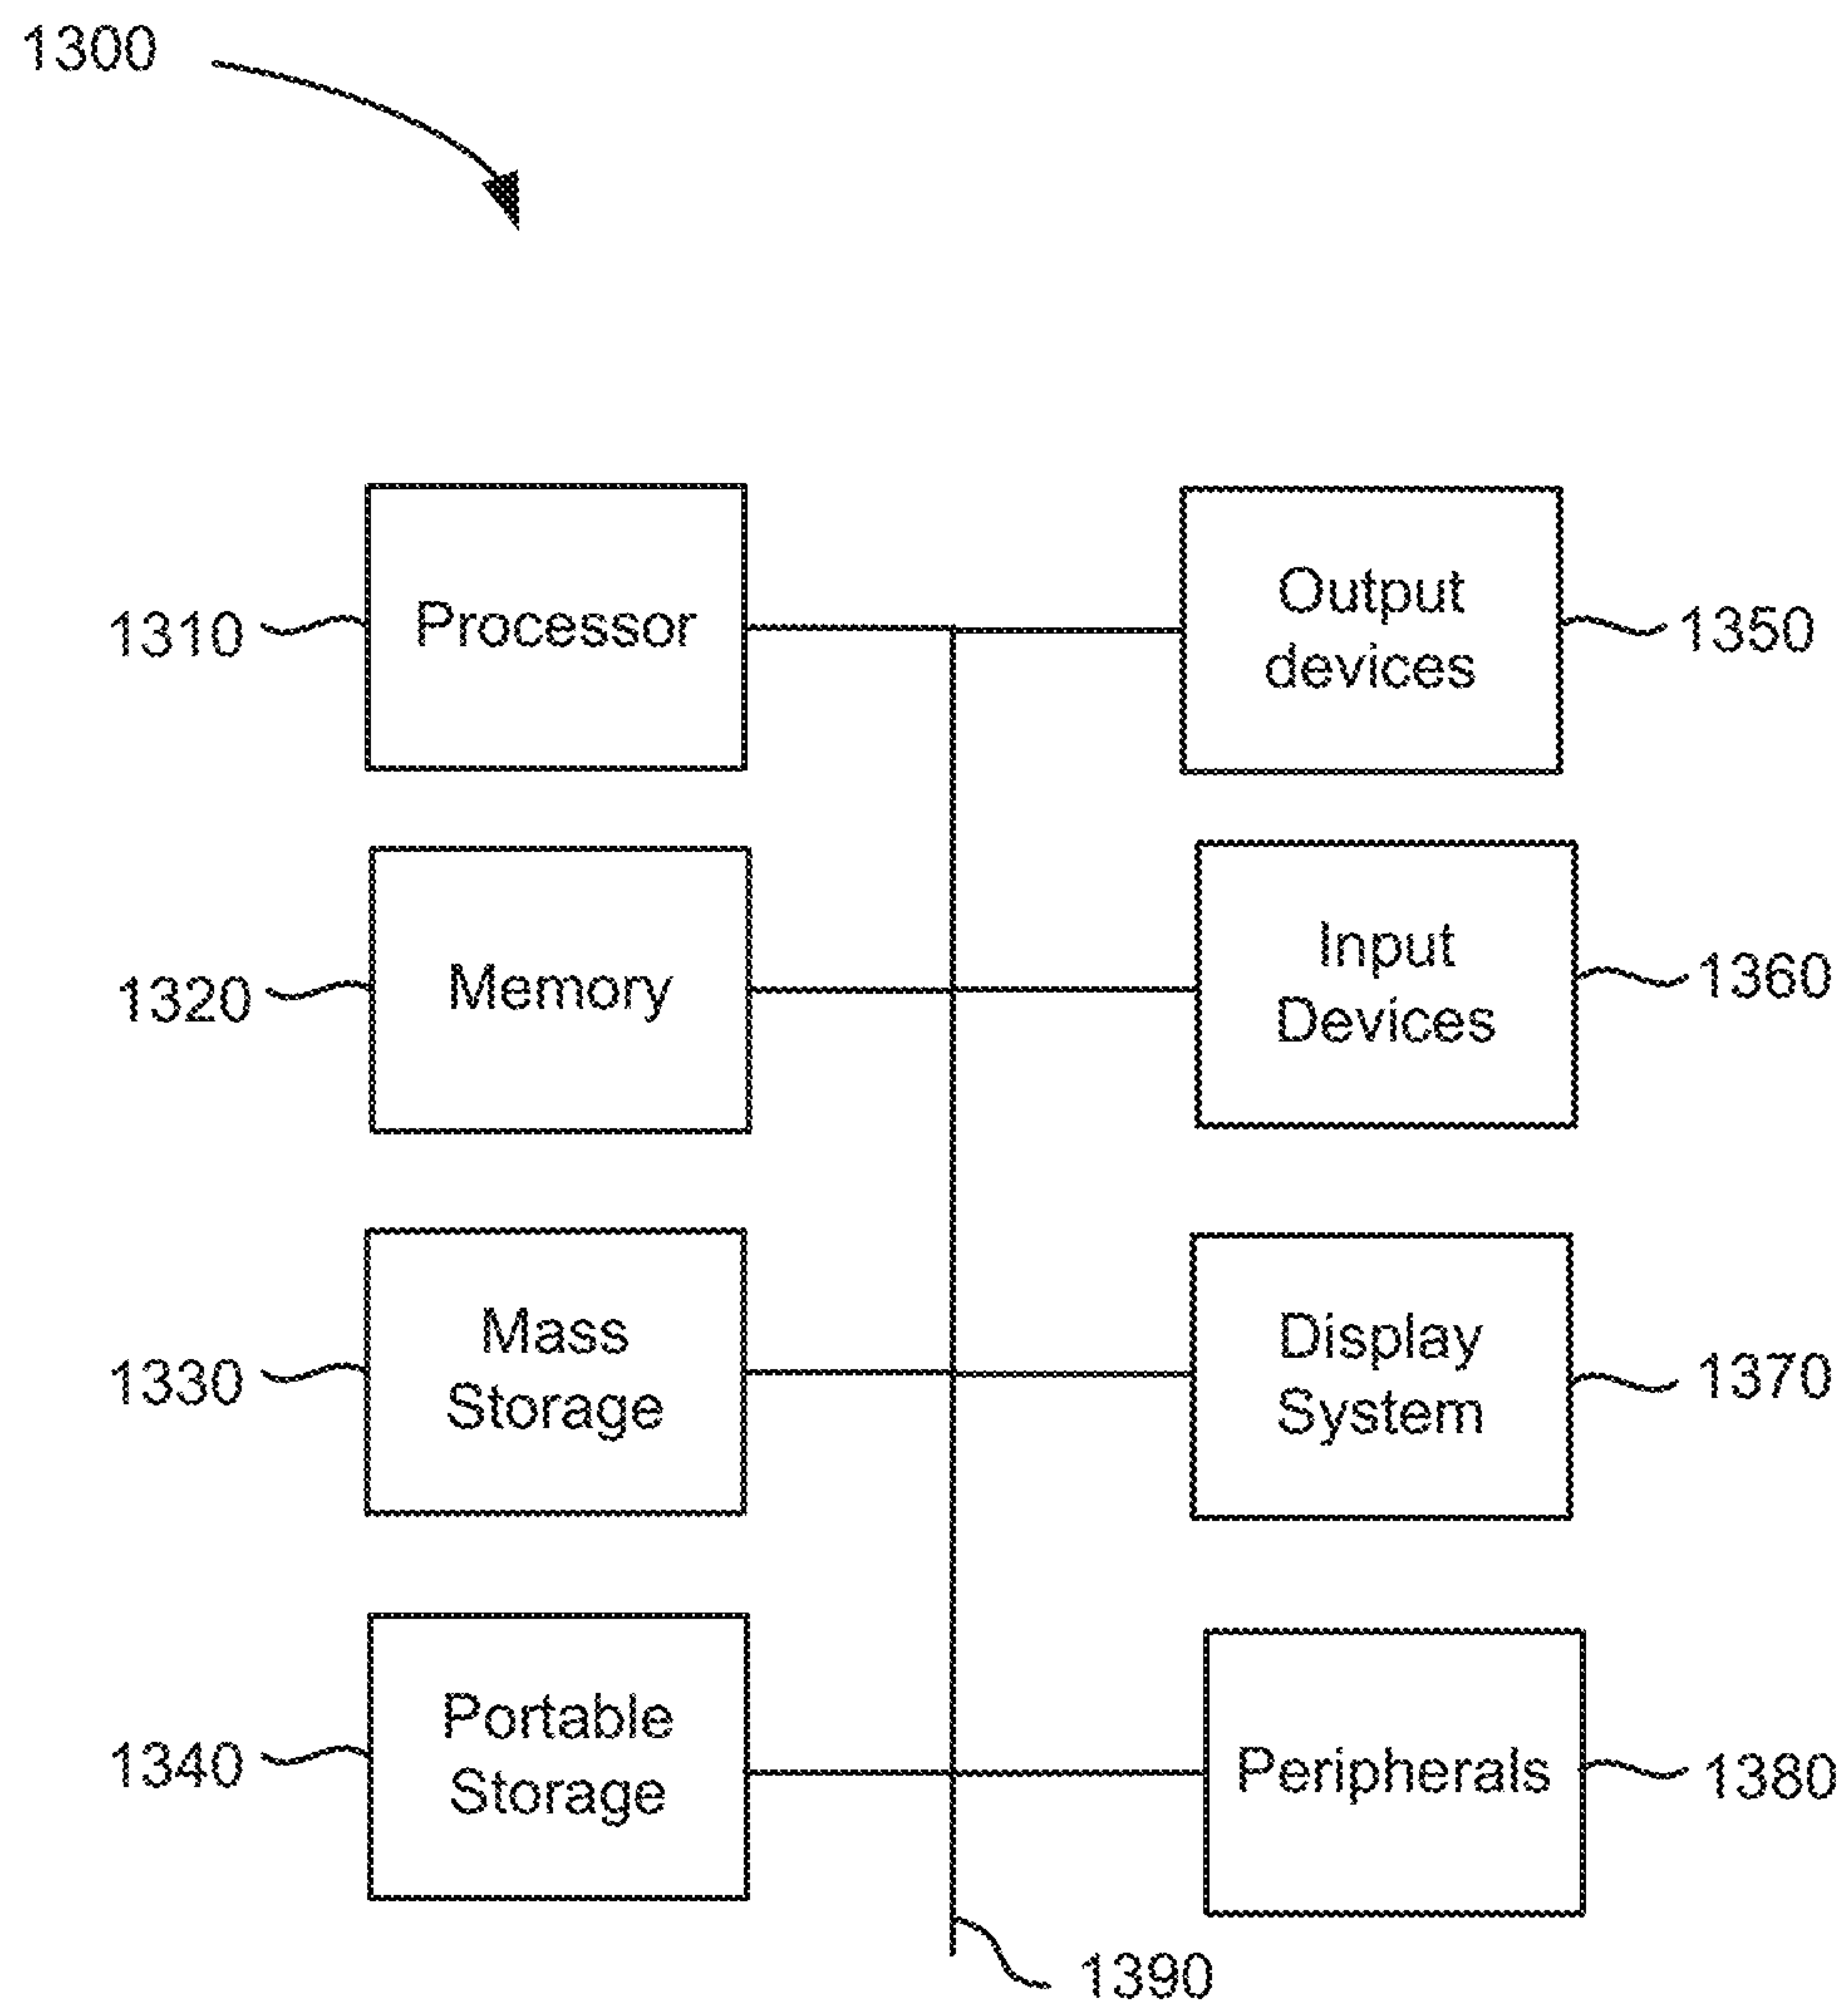 1300
1310
Processor
Output
devices
1350
1320
Memory
Input
Devices
1360
1330
Mass
Storage
Display
System
1370
1340
Portable
Storage
Peripherals
1380
1390